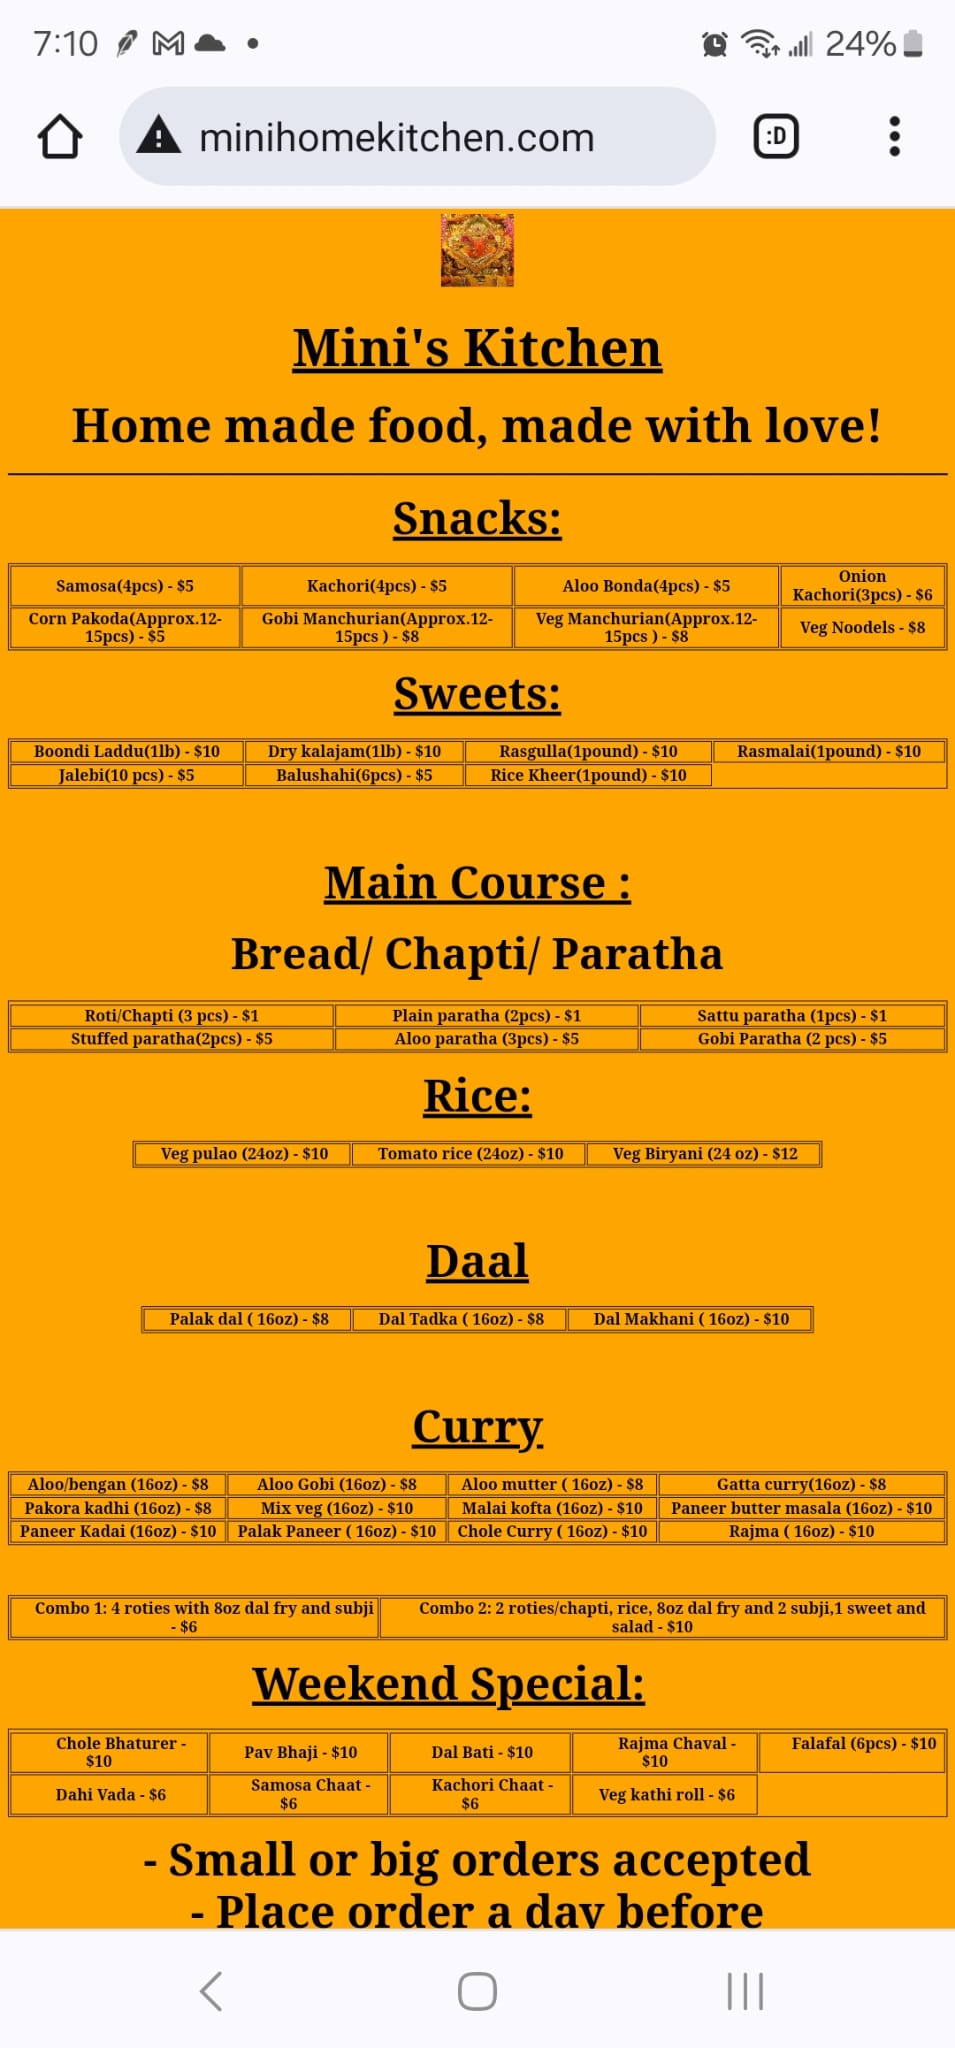 7:10
24%
minihomekitchen.com
:D
Mini's Kitchen
Home made food, made with love!
Snacks:
Samosa(4pcs) - $5
Kachori(4pcs) - $5
Aloo Bonda(4pcs) - $5
Onion
Kachori(3pcs) - $6
Corn Pakoda(Approx.12-
15pcs) - $5
Gobi Manchurian(Approx.12-
15pcs ) - $8
Veg Manchurian(Approx.12-
15pcs ) - $8
Veg Noodels - $8
Sweets:
Boondi Laddu(1lb) - $10
Dry kalajam(1lb) - $10
Rasgulla(1pound) - $10
Rasmalai(1pound) - $10
Jalebi(10 pcs) - $5
Balushahi(6pcs) - $5
Rice Kheer(1pound) - $10
Main Course :
Bread/ Chapti/ Paratha
Roti/Chapti (3 pcs) - $1
Plain paratha (2pcs) - $1
Sattu paratha (1pcs) - $1
Stuffed paratha(2pcs) - $5
Aloo paratha (3pcs) - $5
Gobi Paratha (2 pcs) - $5
Rice:
Veg pulao (24oz) - $10
Tomato rice (24oz) - $10
Veg Biryani (24 oz) - $12
Daal
Palak dal ( 16oz) - $8
Dal Tadka ( 16oz) - $8
Dal Makhani ( 16oz) - $10
Curry
Aloo/bengan (16oz) - $8
Aloo Gobi (16oz) - $8
Aloo mutter ( 16oz) - $8
Gatta curry(16oz) - $8
Pakora kadhi (16oz) - $8
Mix veg (16oz) - $10
Malai kofta (16oz) - $10
Paneer butter masala (16oz) - $10
Paneer Kadai (16oz) - $10
Palak Paneer ( 16oz) - $10
Chole Curry ( 16oz) - $10
Rajma ( 16oz) - $10
Combo 1: 4 roties with 8oz dal fry and subji
- $6
Combo 2: 2 roties/chapti, rice, 8oz dal fry and 2 subji,1 sweet and
salad - $10
Weekend Special:
Chole Bhaturer -
$10
Pav Bhaji - $10
Dal Bati - $10
Rajma Chaval -
$10
Falafal (6pcs) - $10
Dahi Vada - $6
Samosa Chaat -
$6
Kachori Chaat -
$6
Veg kathi roll - $6
- Small or big orders accepted
- Place order a day before